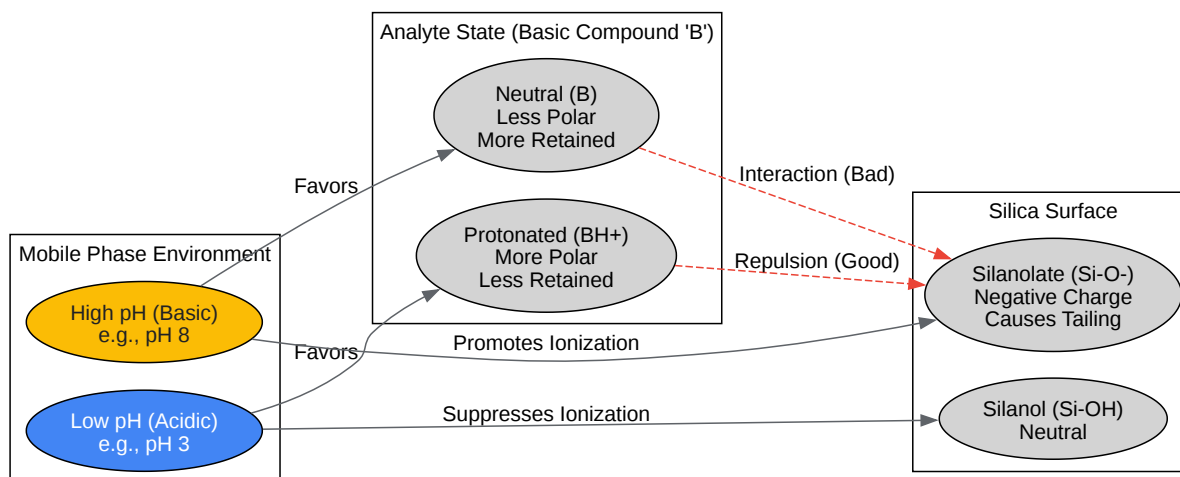 Analyte State (Basic Compound 'B')
Neutral (B)
Less Polar
More Retained
Favors
Interaction (Bad)
Protonated (BH+)
More Polar
Less Retained
Repulsion (Good)
Mobile Phase Environment
High pH (Basic)
e.g., pH 8
Favors
Promotes Ionization
Low pH (Acidic)
e.g., pH 3
Suppresses Ionization
Silica Surface
Silanolate (Si-O-)
Negative Charge
Causes Tailing
Silanol (Si-OH)
Neutral